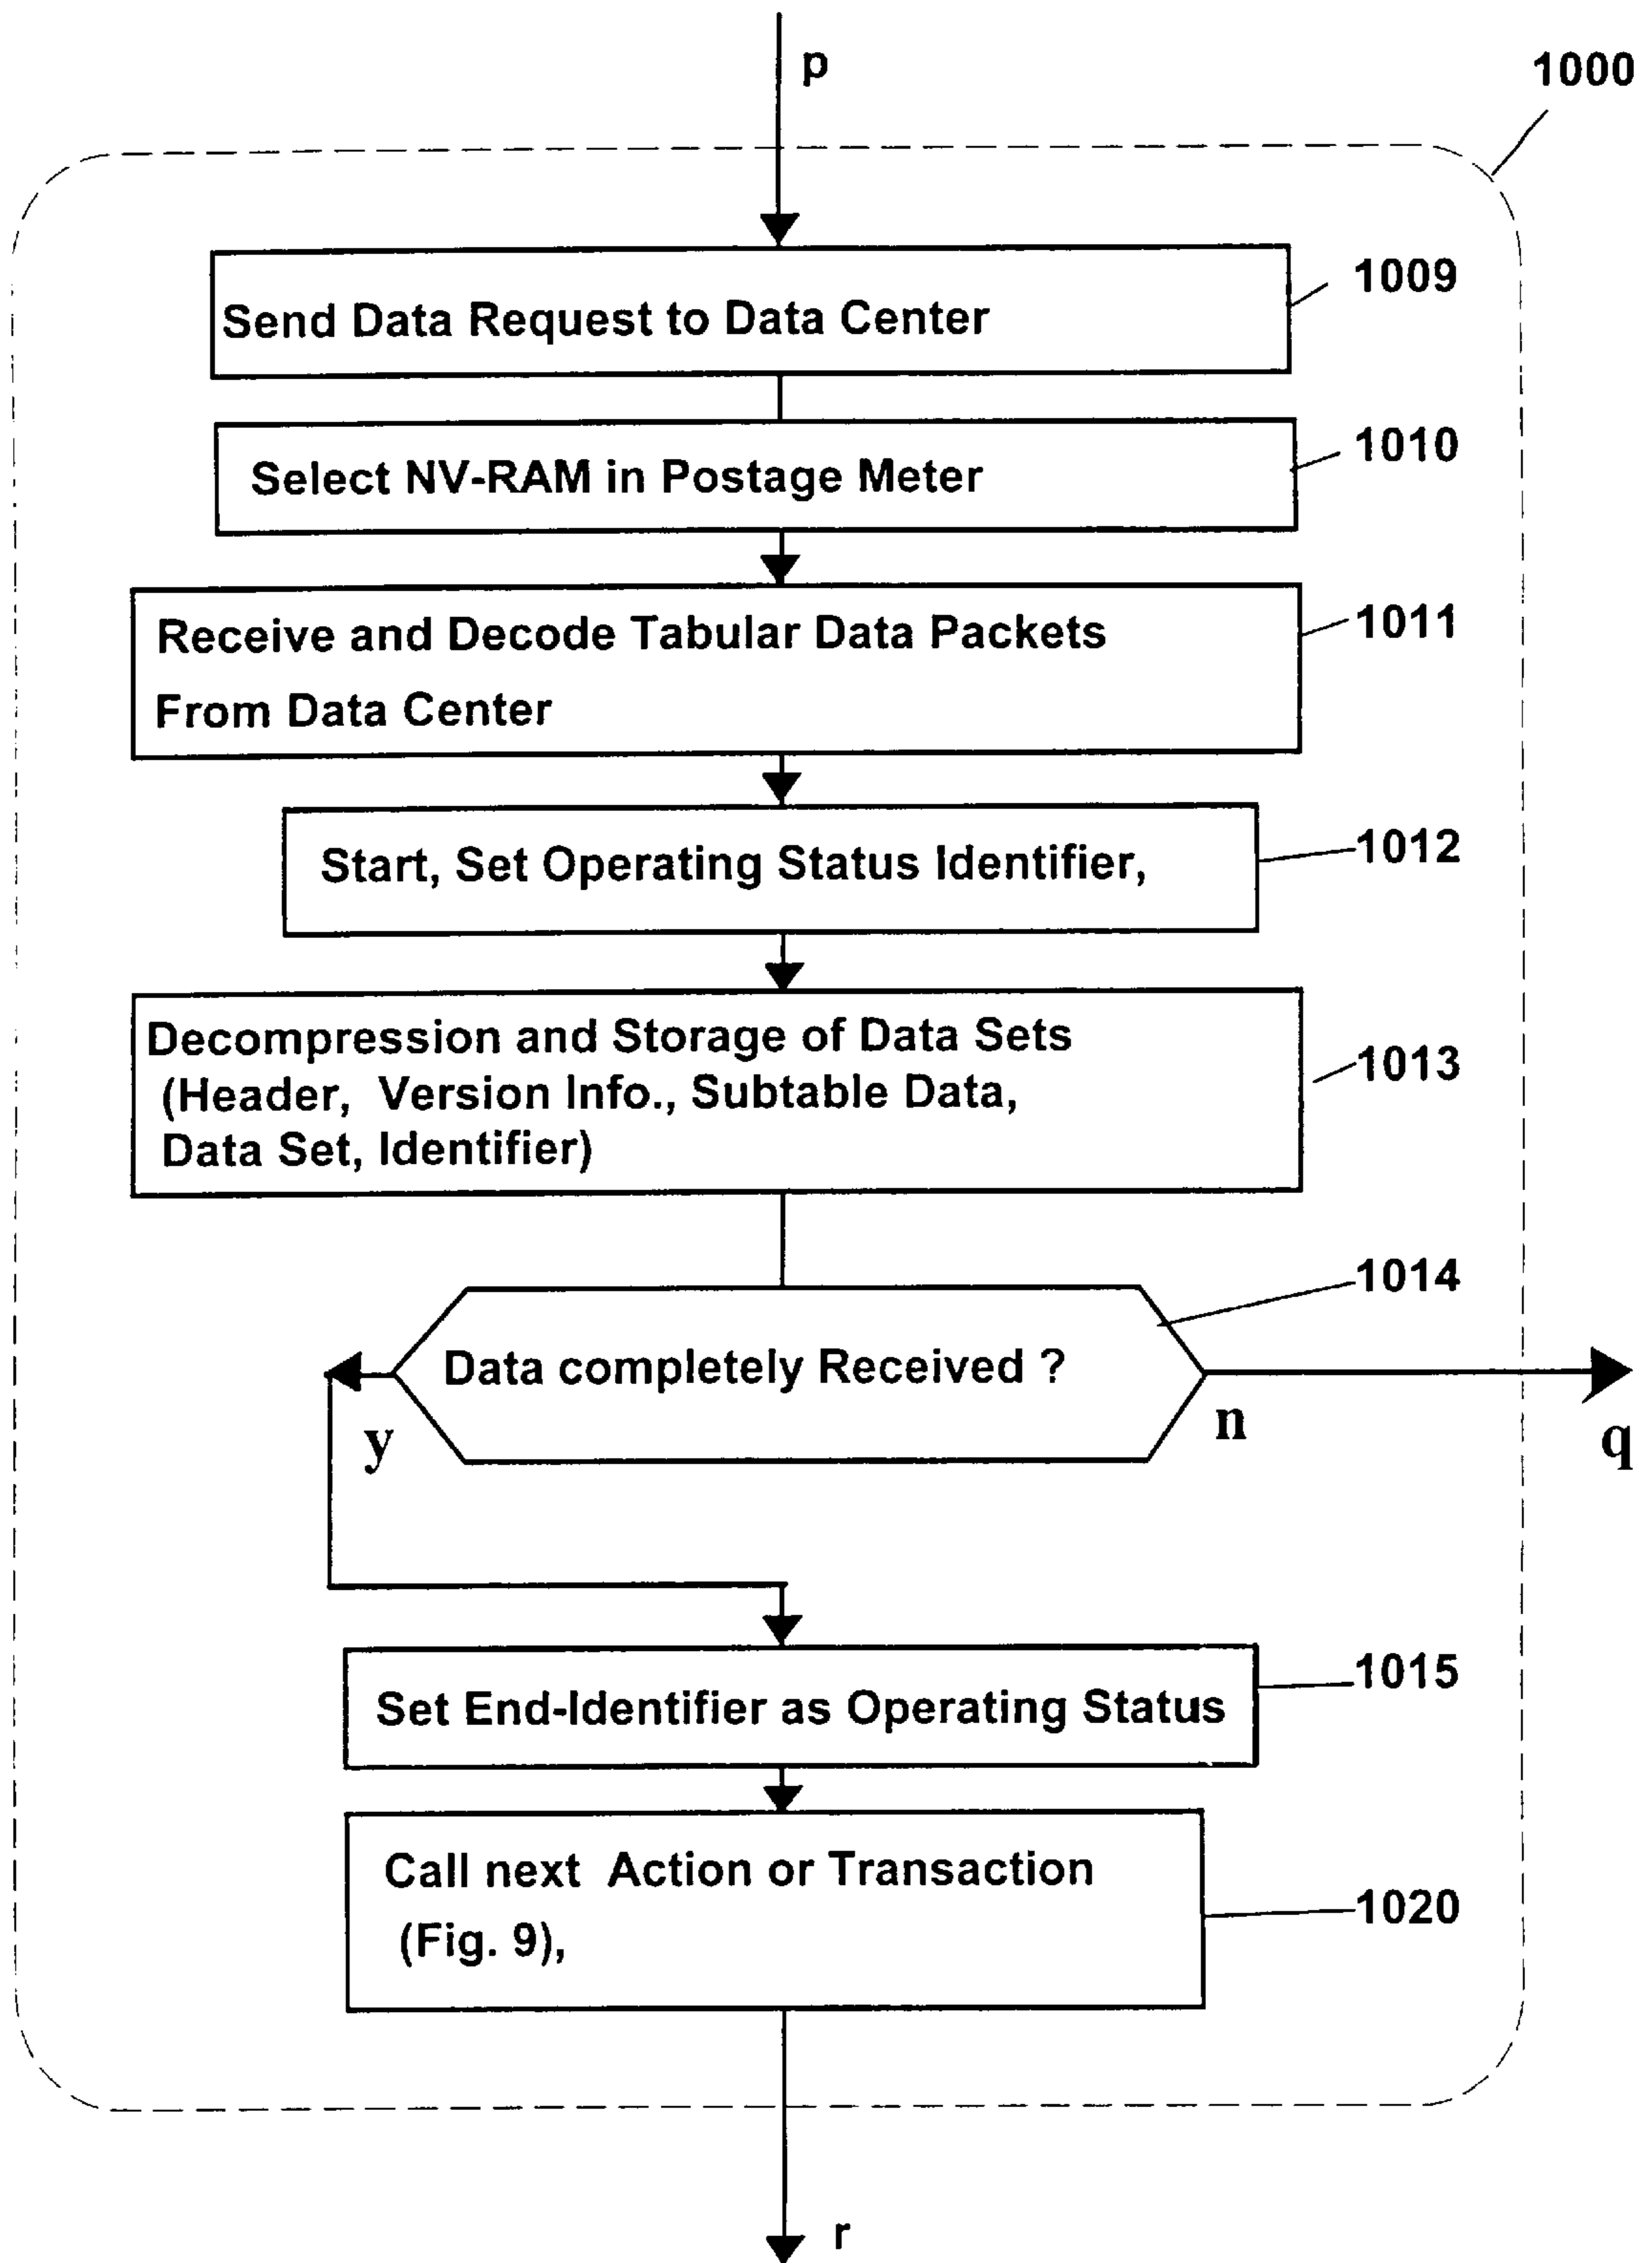 p
1000
Send Data Request to Data Center
1009
Select NV-RAM in Postage Meter
1010
Receive and Decode Tabular Data Packets
From Data Center
1011
Start, Set Operating Status Identifier,
1012
Decompression and Storage of Data Sets
(Header, Version Info., Subtable Data,
Data Set, Identifier)
1013
1014
Data completely Received ?
y
n
q
Set End-Identifier as Operating Status
1015
Call next Action or Transaction
(Fig. 9),
1020
r